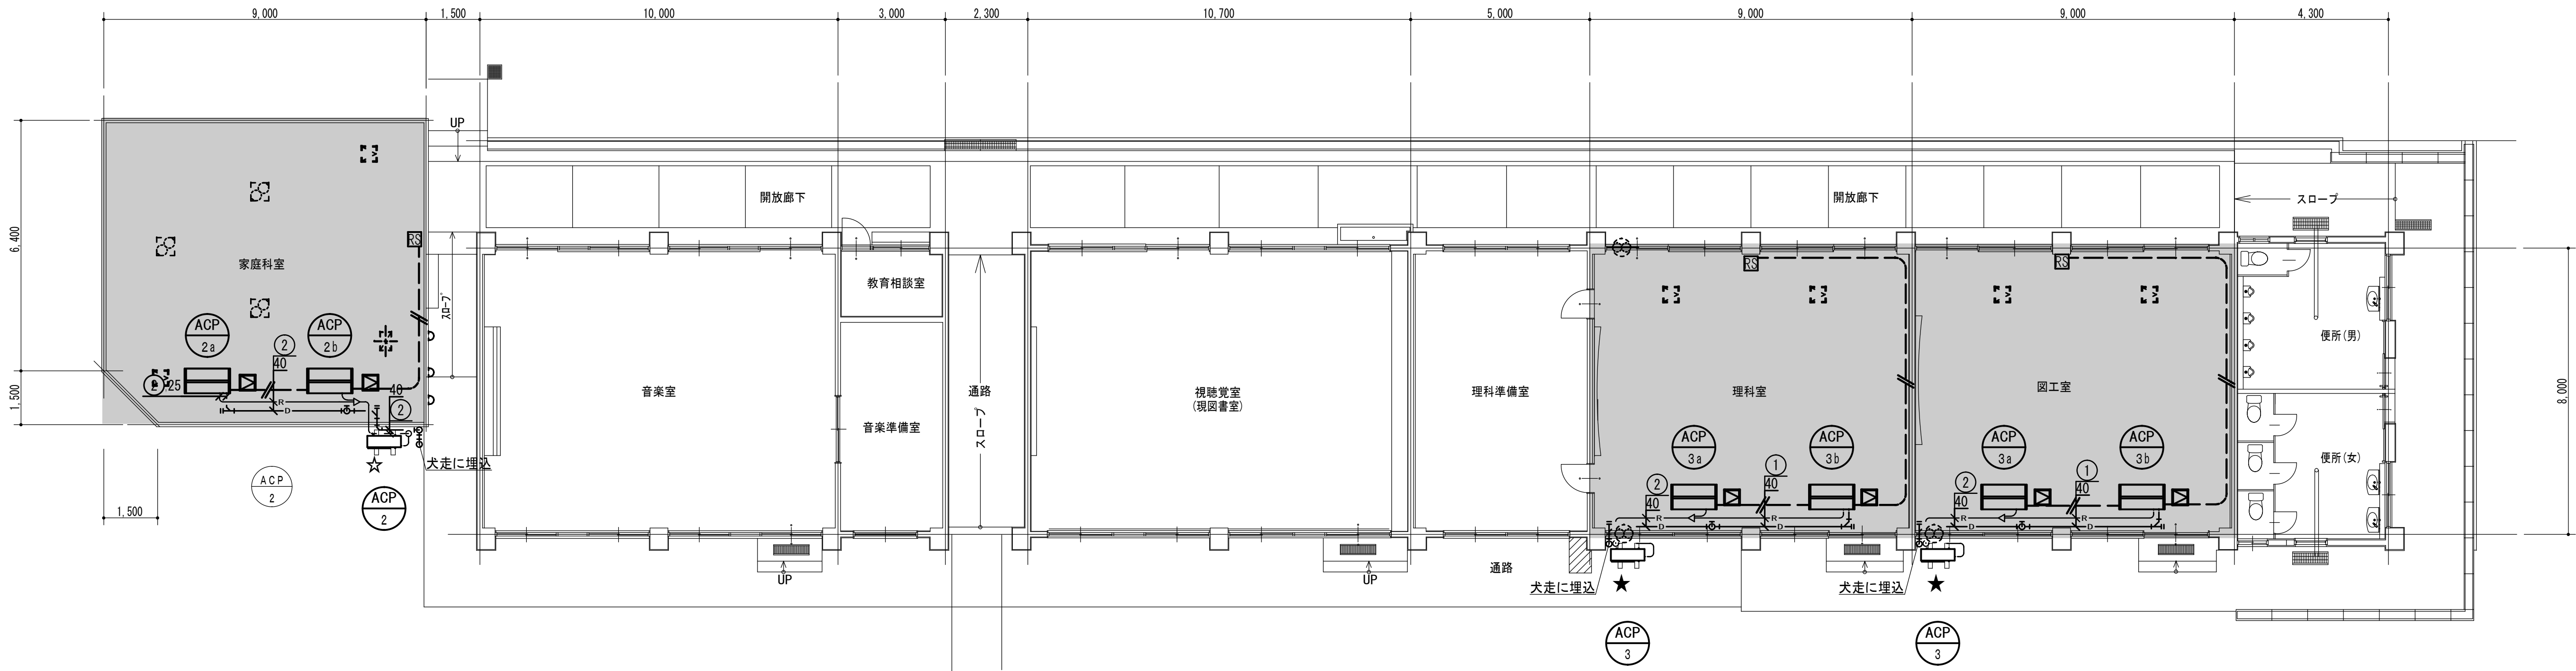 9,000
1,500
10,000
3,000
2,300
10,700
5,000
9,000
9,000
4,300
6,400
1,500
8,000
1,500
UP
開放廊下
開放廊下
スロープ
RS
家庭科室
スロープ
教育相談室
RS
RS
便所(男)
ACP
2a
②
40
ACP
2b
音楽室
通路
スロープ
視聴覚室
(現図書室)
理科準備室
理科室
図工室
② 25
40
②
R
D
音楽準備室
ACP
3a
ACP
3b
ACP
3a
ACP
3b
便所(女)
犬走に埋込
☆
ACP
2
ACP
2
②
40
①
40
R
D
R
D
②
40
①
40
R
D
R
D
UP
UP
通路
犬走に埋込
★
犬走に埋込
★
ACP
3
ACP
3